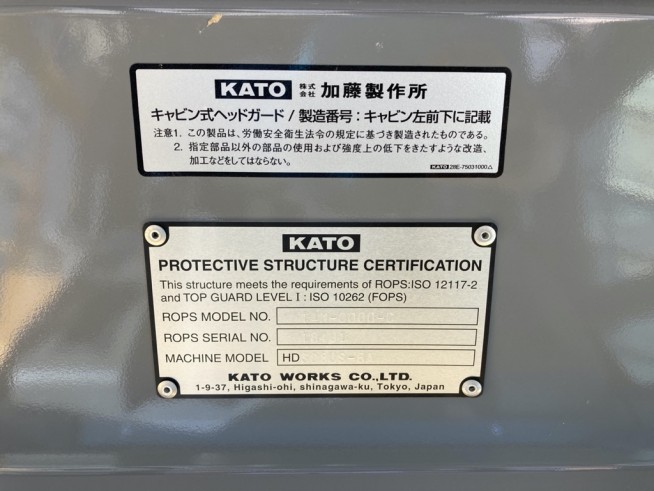 KATO 株式会社 加藤製作所
キャビン式ヘッドガード / 製造番号：キャビン左前下に記載
注意1. この製品は、労働安全衛生法令の規定に基づき製造されたものである。
2. 指定部品以外の部品の使用および強度上の低下をきたすような改造、
加工などをしてはならない。
KATO 28E-75031000△
KATO
PROTECTIVE STRUCTURE CERTIFICATION
This structure meets the requirements of ROPS:ISO 12117-2
and TOP GUARD LEVEL I : ISO 10262 (FOPS)
ROPS MODEL NO.
ROPS SERIAL NO.
MACHINE MODEL HD
KATO WORKS CO.,LTD.
1-9-37, Higashi-ohi, shinagawa-ku, Tokyo, Japan